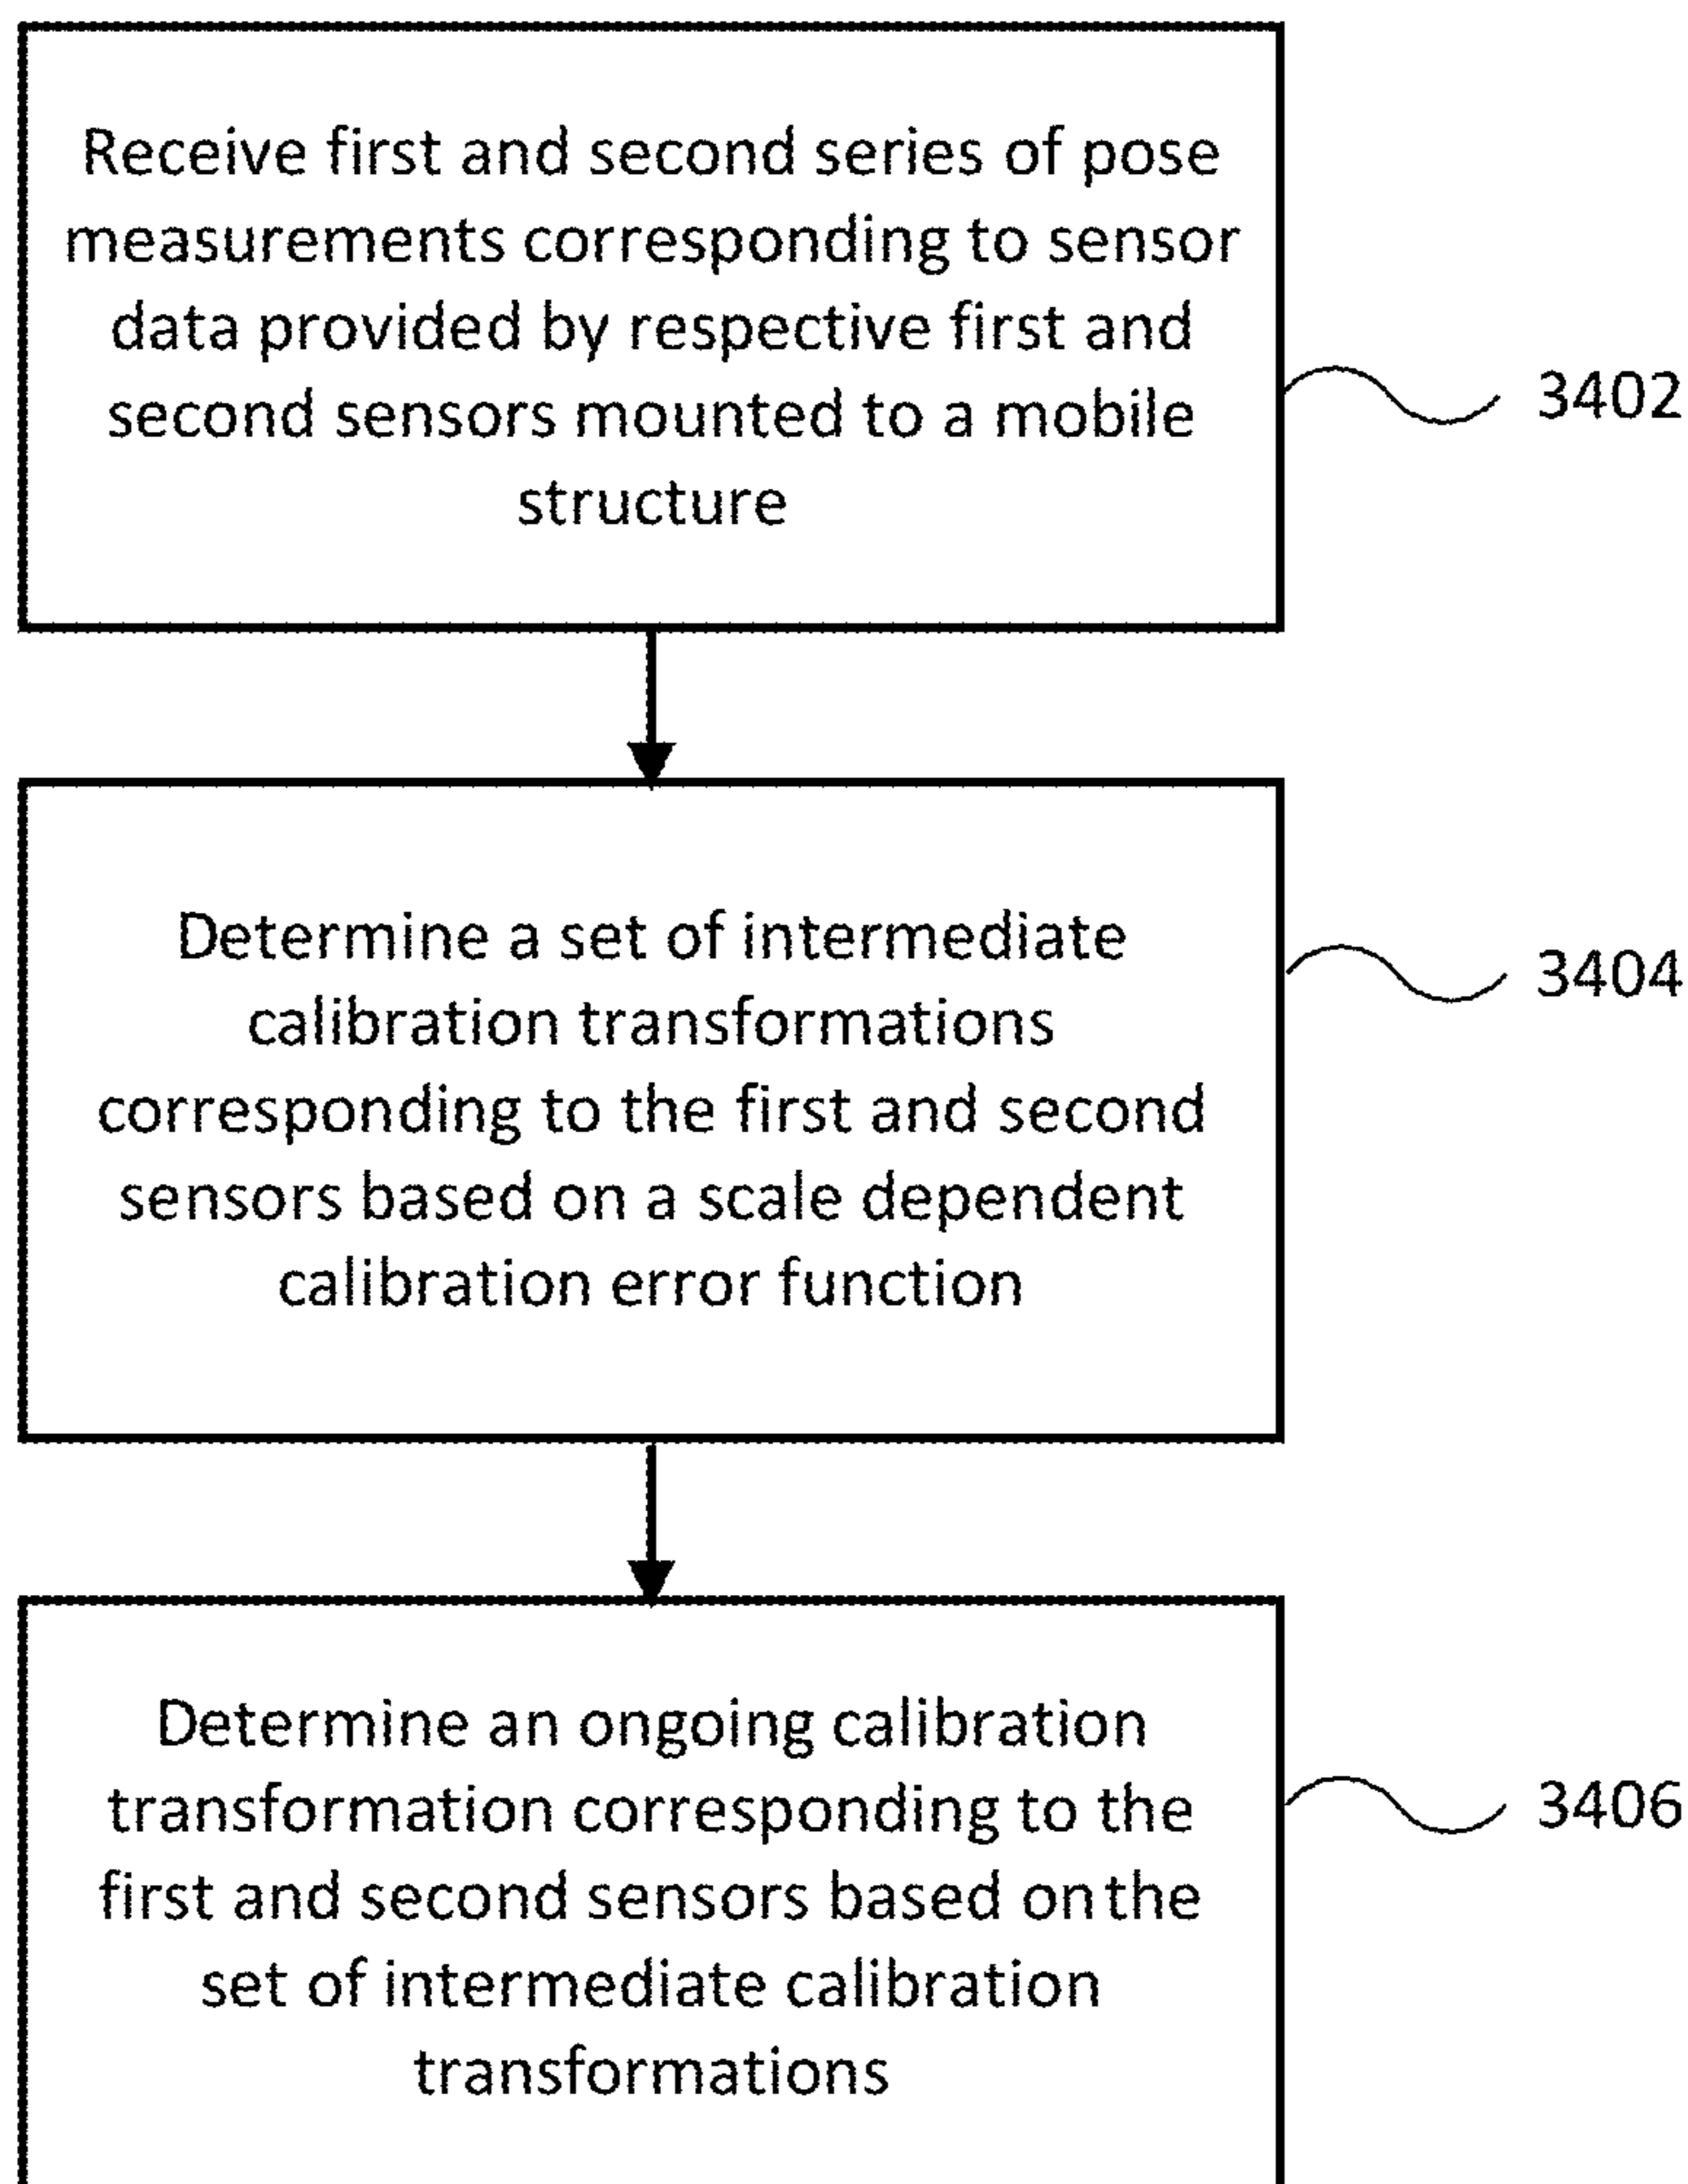 Receive first and second series of pose
measurements corresponding to sensor
data provided by respective first and
second sensors mounted to a mobile
structure
3402
Determine a set of intermediate
calibration transformations
corresponding to the first and second
sensors based on a scale dependent
calibration error function
3404
Determine an ongoing calibration
transformation corresponding to the
first and second sensors based on the
set of intermediate calibration
transformations
3406